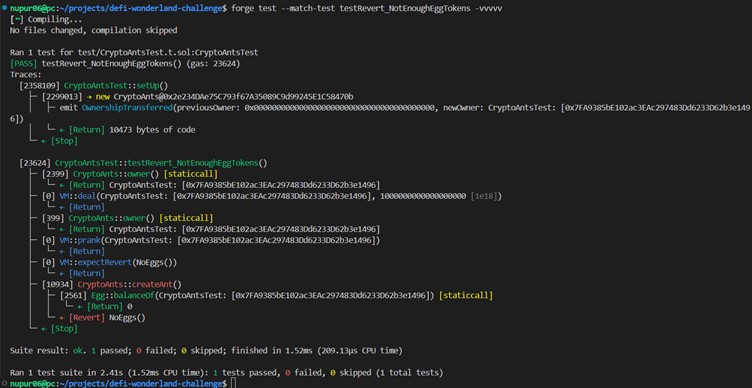 nupur06@pc:~/projects/defi-wonderland-challenge$ forge test --match-test testRevert_NotEnoughEggTokens -vvvvv
[⠒] Compiling...
No files changed, compilation skipped

Ran 1 test for test/CryptoAntsTest.t.sol:CryptoAntsTest
[PASS] testRevert_NotEnoughEggTokens() (gas: 23624)
Traces:
  [2358109] CryptoAntsTest::setUp()
    ├─ [2299013] → new CryptoAnts@0x2e234DAe75C793f67A35089C9d99245E1C58470b
    │   ├─ emit OwnershipTransferred(previousOwner: 0x0000000000000000000000000000000000000000, newOwner: CryptoAntsTest: [0x7FA9385bE102ac3EAc297483Dd6233D62b3e149
6])
    │   └─ ← [Return] 10473 bytes of code
    └─ ← [Stop]

  [23624] CryptoAntsTest::testRevert_NotEnoughEggTokens()
    ├─ [2399] CryptoAnts::owner() [staticcall]
    │   └─ ← [Return] CryptoAntsTest: [0x7FA9385bE102ac3EAc297483Dd6233D62b3e1496]
    ├─ [0] VM::deal(CryptoAntsTest: [0x7FA9385bE102ac3EAc297483Dd6233D62b3e1496], 1000000000000000000 [1e18])
    │   └─ ← [Return]
    ├─ [399] CryptoAnts::owner() [staticcall]
    │   └─ ← [Return] CryptoAntsTest: [0x7FA9385bE102ac3EAc297483Dd6233D62b3e1496]
    ├─ [0] VM::prank(CryptoAntsTest: [0x7FA9385bE102ac3EAc297483Dd6233D62b3e1496])
    │   └─ ← [Return]
    ├─ [0] VM::expectRevert(NoEggs())
    │   └─ ← [Return]
    ├─ [10934] CryptoAnts::createAnt()
    │   ├─ [2561] Egg::balanceOf(CryptoAntsTest: [0x7FA9385bE102ac3EAc297483Dd6233D62b3e1496]) [staticcall]
    │   │   └─ ← [Return] 0
    │   └─ ← [Revert] NoEggs()
    └─ ← [Stop]

Suite result: ok. 1 passed; 0 failed; 0 skipped; finished in 1.52ms (209.13µs CPU time)

Ran 1 test suite in 2.41s (1.52ms CPU time): 1 tests passed, 0 failed, 0 skipped (1 total tests)
nupur06@pc:~/projects/defi-wonderland-challenge$